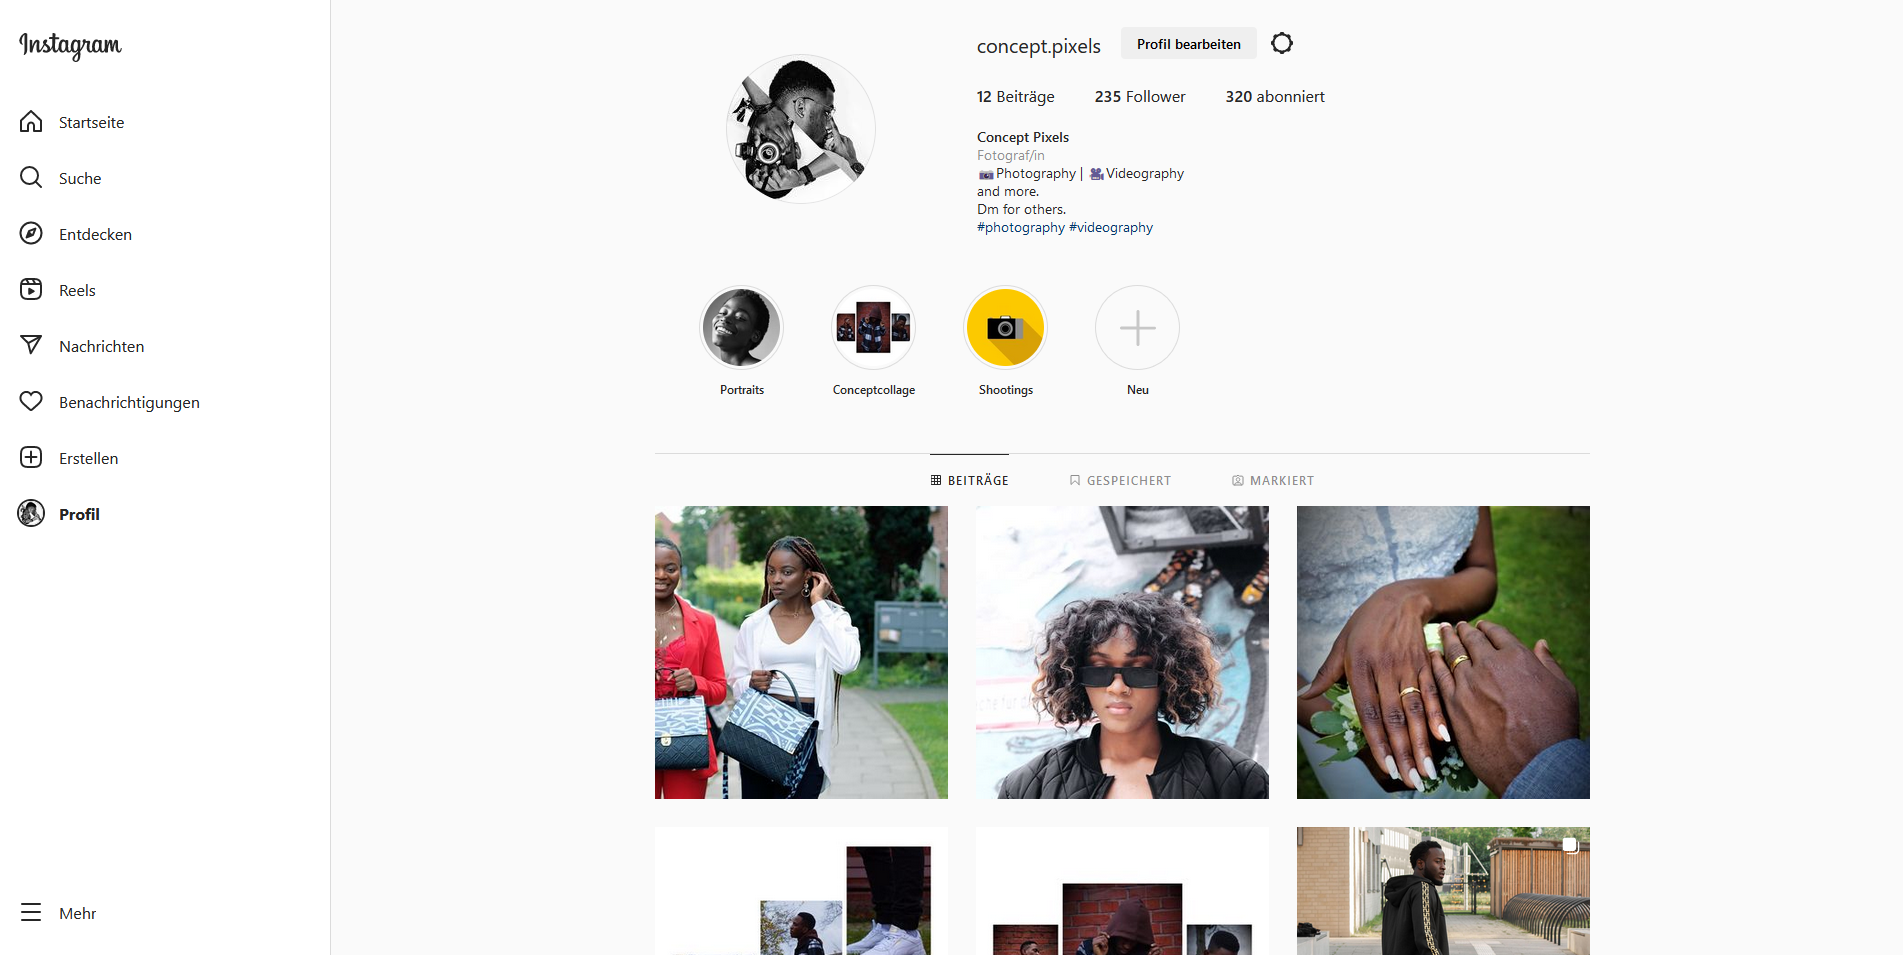 Instagram
Startseite
Suche
Entdecken
Reels
Nachrichten
Benachrichtigungen
Erstellen
Profil
Mehr
concept.pixels Profil bearbeiten
12 Beiträge 235 Follower 320 abonniert
Concept Pixels
Fotograf/in
📷Photography | 🎥Videography
and more.
Dm for others.
#photography #videography
Portraits Conceptcollage Shootings Neu
BEITRÄGE GESPEICHERT MARKIERT